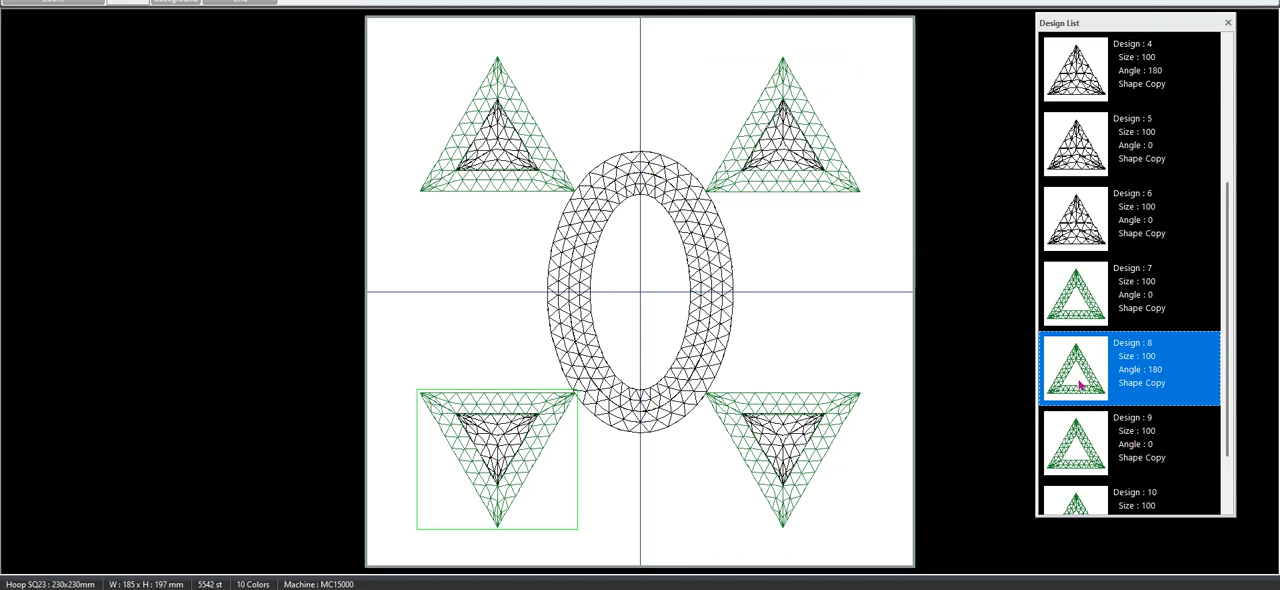 Zoom
Background
End
Design List
Design : 4
Size : 100
Angle : 180
Shape Copy
Design : 5
Size : 100
Angle : 0
Shape Copy
Design : 6
Size : 100
Angle : 0
Shape Copy
Design : 7
Size : 100
Angle : 0
Shape Copy
Design : 8
Size : 100
Angle : 180
Shape Copy
Design : 9
Size : 100
Angle : 0
Shape Copy
Design : 10
Size : 100
Hoop SQ23 : 230x230mm W : 185 x H : 197 mm 5542 st 10 Colors Machine : MC15000